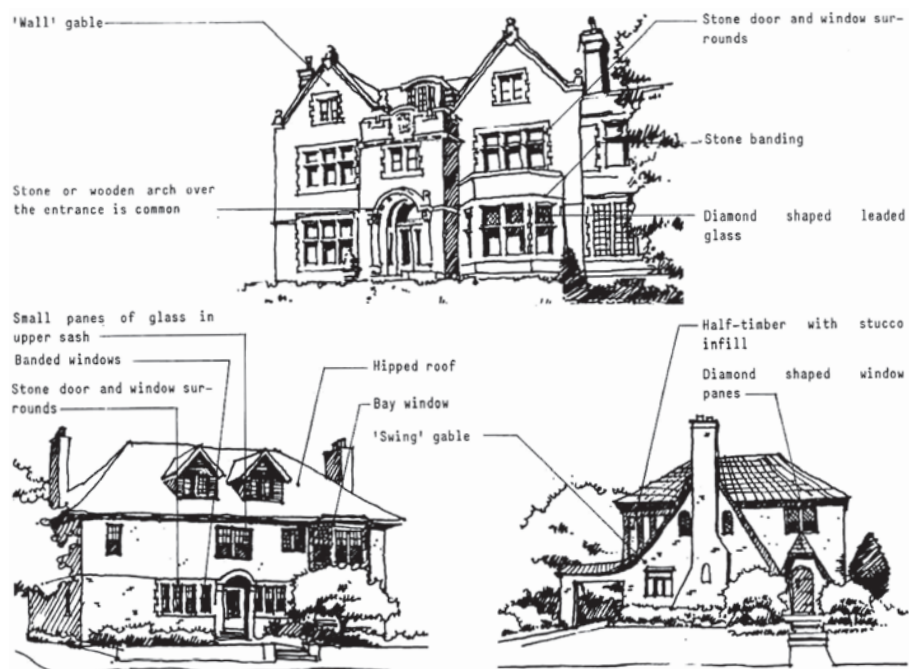 'Wall' gable
Stone door and window sur-
rounds
Stone banding
Stone or wooden arch over
the entrance is common
Diamond shaped leaded
glass
Small panes of glass in
upper sash
Banded windows
Stone door and window sur-
rounds
Hipped roof
Bay window
'Swing' gable
Half-timber with stucco
infill
Diamond shaped window
panes